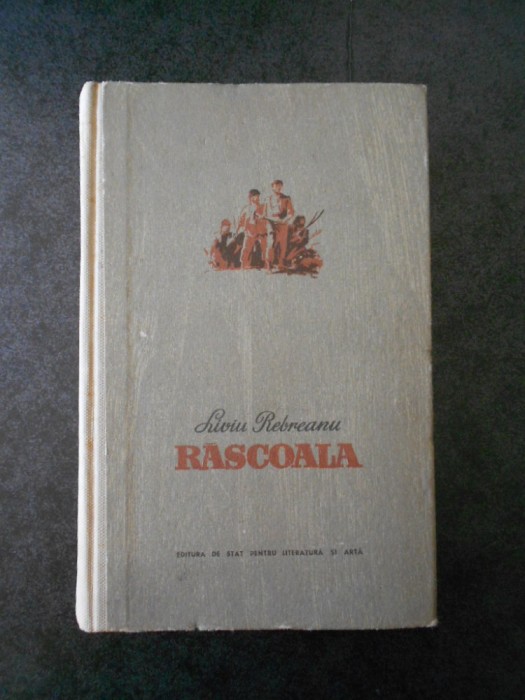 Liviu Rebreanu
RĂSCOALA
EDITURA DE STAT PENTRU LITERATURĂ ȘI ARTĂ